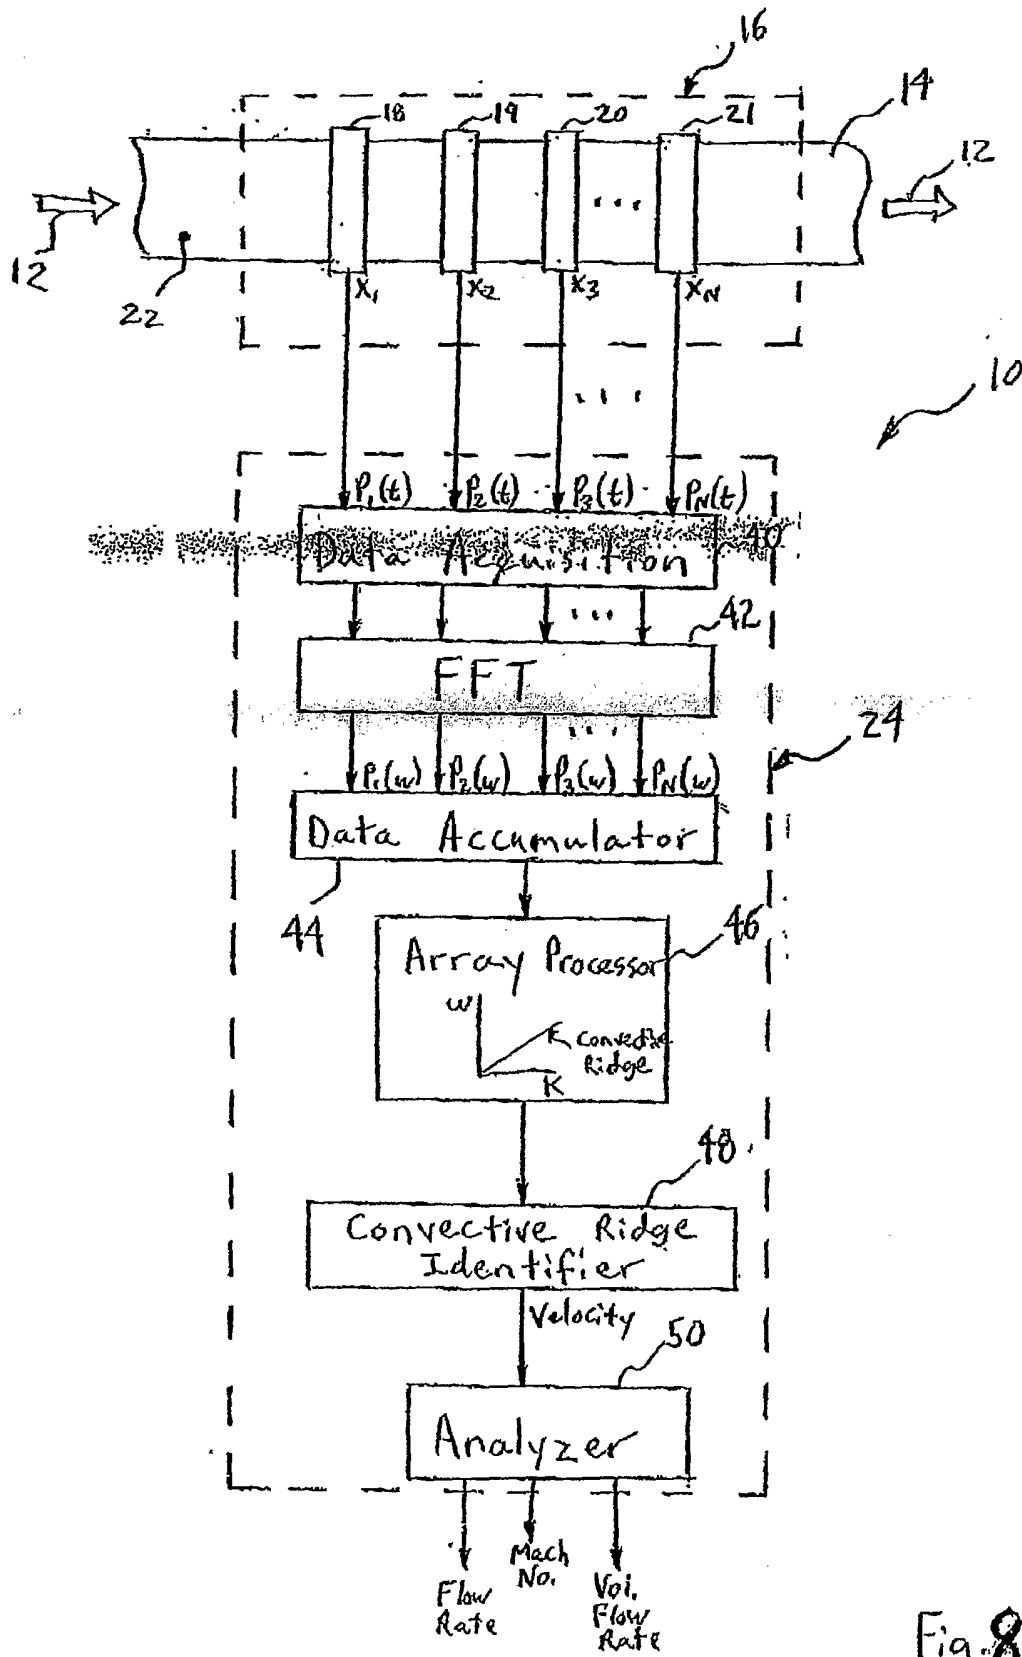 16
18
19
20
21
14
12
...
12
22
X1
X2
X3
XN
10
...
P1(t)
P2(t)
P3(t)
PN(t)
Data Acquisition
40
...
42
FFT
24
...
P1(w)
P2(w)
P3(w)
PN(w)
Data Accumulator
44
46
Array Processor
w
Convective
Ridge
K
48
Convective Ridge
Identifier
Velocity
50
Analyzer
Flow
Rate
Mach
No.
Vol.
Flow
Rate
Fig. 8